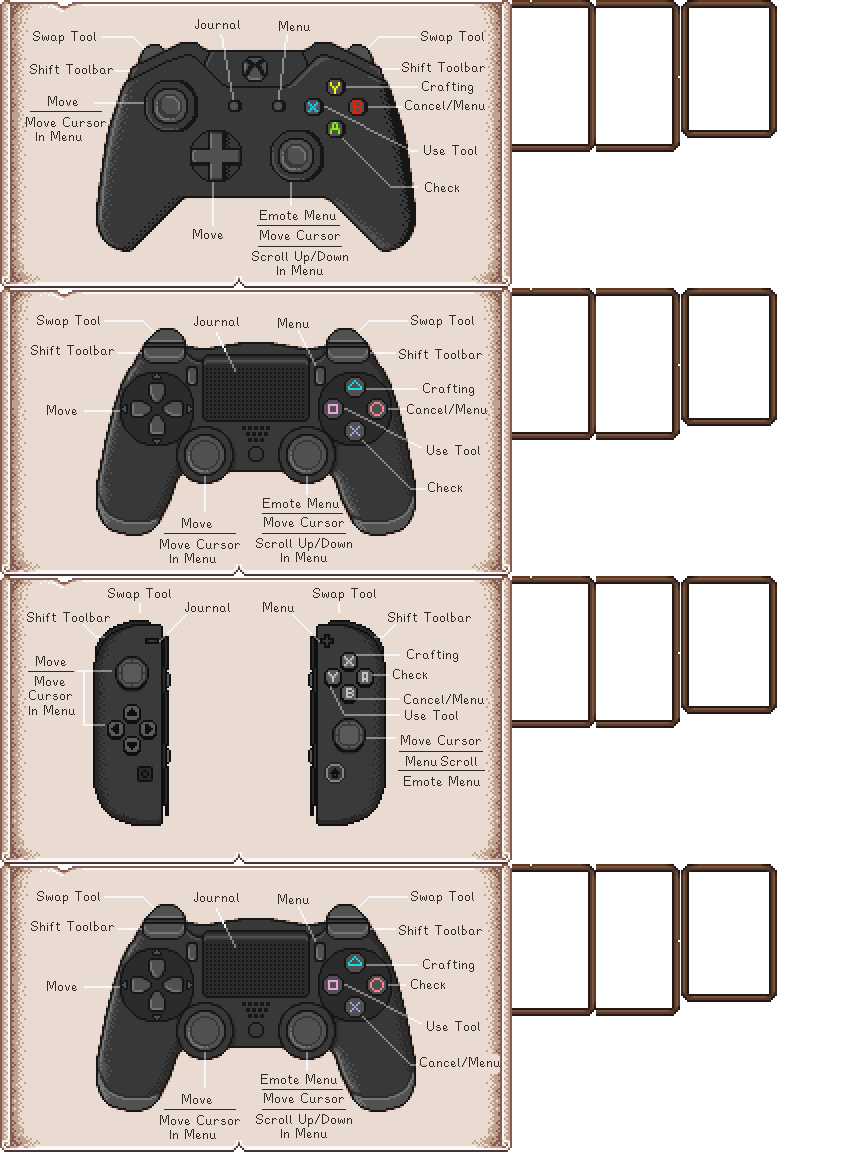 Journal
Menu
Swap Tool
Swap Tool
Shift Toolbar
Shift Toolbar
Y
Crafting
Move
X
B
Cancel/Menu
Move Cursor
In Menu
A
Use Tool
Check
Move
Emote Menu
Move Cursor
Scroll Up/Down
In Menu
Swap Tool
Journal
Menu
Swap Tool
Shift Toolbar
Shift Toolbar
Crafting
Move
Cancel/Menu
Use Tool
Check
Move
Move Cursor
In Menu
Emote Menu
Move Cursor
Scroll Up/Down
In Menu
Swap Tool
Swap Tool
Shift Toolbar
Journal
Menu
Shift Toolbar
Move
Move
Cursor
In Menu
X
Y
A
B
Crafting
Check
Cancel/Menu
Use Tool
Move Cursor
Menu Scroll
Emote Menu
Swap Tool
Journal
Menu
Swap Tool
Shift Toolbar
Shift Toolbar
Crafting
Move
Check
Use Tool
Cancel/Menu
Move
Move Cursor
In Menu
Emote Menu
Move Cursor
Scroll Up/Down
In Menu